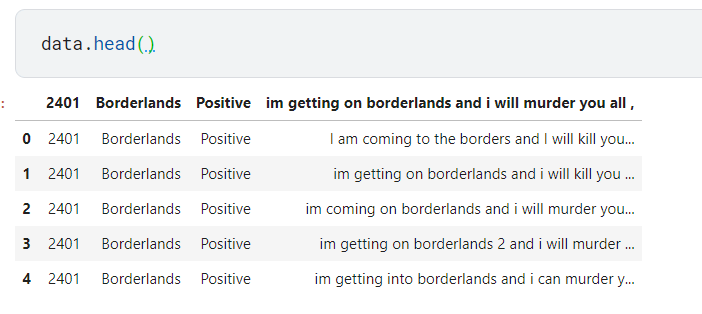 data.head()
: 2401 Borderlands Positive im getting on borderlands and i will murder you all ,
0 2401 Borderlands Positive I am coming to the borders and I will kill you...
1 2401 Borderlands Positive im getting on borderlands and i will kill you ...
2 2401 Borderlands Positive im coming on borderlands and i will murder you...
3 2401 Borderlands Positive im getting on borderlands 2 and i will murder ...
4 2401 Borderlands Positive im getting into borderlands and i can murder y...